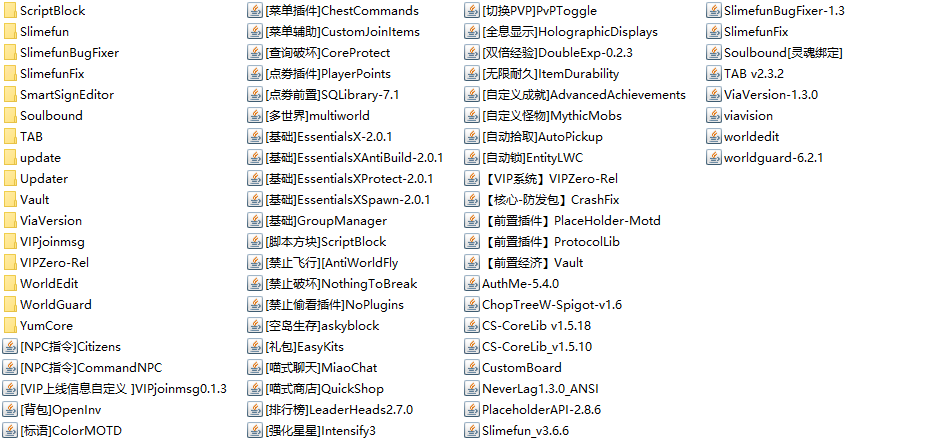 ScriptBlock
Slimefun
SlimefunBugFixer
SlimefunFix
SmartSignEditor
Soulbound
TAB
update
Updater
Vault
ViaVersion
VIPjoinmsg
VIPZero-Rel
WorldEdit
WorldGuard
YumCore
[NPC指令]Citizens
[NPC指令]CommandNPC
[VIP上线信息自定义 ]VIPjoinmsg0.1.3
[背包]OpenInv
[标语]ColorMOTD
[菜单插件]ChestCommands
[菜单辅助]CustomJoinItems
[查询破坏]CoreProtect
[点券插件]PlayerPoints
[点劵前置]SQLibrary-7.1
[多世界]multiworld
[基础]EssentialsX-2.0.1
[基础]EssentialsXAntiBuild-2.0.1
[基础]EssentialsXProtect-2.0.1
[基础]EssentialsXSpawn-2.0.1
[基础]GroupManager
[脚本方块]ScriptBlock
[禁止飞行][AntiWorldFly
[禁止破坏]NothingToBreak
[禁止偷看插件]NoPlugins
[空岛生存]askyblock
[礼包]EasyKits
[喵式聊天]MiaoChat
[喵式商店]QuickShop
[排行榜]LeaderHeads2.7.0
[强化星星]Intensify3
[切换PVP]PvPToggle
[全息显示]HolographicDisplays
[双倍经验]DoubleExp-0.2.3
[无限耐久]ItemDurability
[自定义成就]AdvancedAchievements
[自定义怪物]MythicMobs
[自动拾取]AutoPickup
[自动锁]EntityLWC
【VIP系统】VIPZero-Rel
【核心-防发包】CrashFix
【前置插件】PlaceHolder-Motd
【前置插件】ProtocolLib
【前置经济】Vault
AuthMe-5.4.0
ChopTreeW-Spigot-v1.6
CS-CoreLib v1.5.18
CS-CoreLib_v1.5.10
CustomBoard
NeverLag1.3.0_ANSI
PlaceholderAPI-2.8.6
Slimefun_v3.6.6
SlimefunBugFixer-1.3
SlimefunFix
Soulbound[灵魂绑定]
TAB v2.3.2
ViaVersion-1.3.0
viavision
worldedit
worldguard-6.2.1